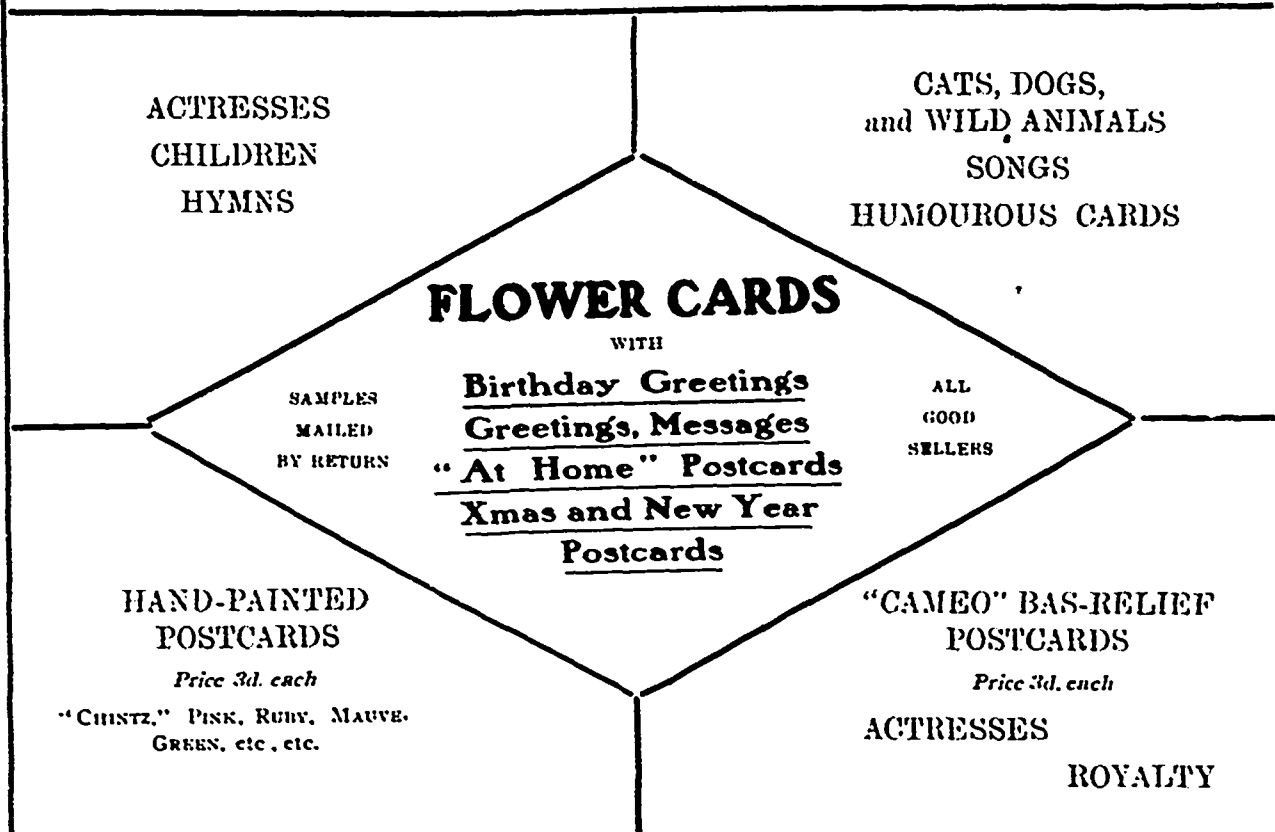 ACTRESSES
CHILDREN
HYMNS
CATS, DOGS,
and WILD ANIMALS
SONGS
HUMOUROUS CARDS
FLOWER CARDS
WITH
Birthday Greetings
Greetings, Messages
"At Home" Postcards
Xmas and New Year
Postcards
SAMPLES
MAILED
BY RETURN
ALL
GOOD
SELLERS
HAND-PAINTED
POSTCARDS
Price 3d. each
"CHINTZ," PINK, RUBY, MAUVE,
GREEN, etc., etc.
"CAMEO" BAS-RELIEF
POSTCARDS
Price 3d. each
ACTRESSES
ROYALTY